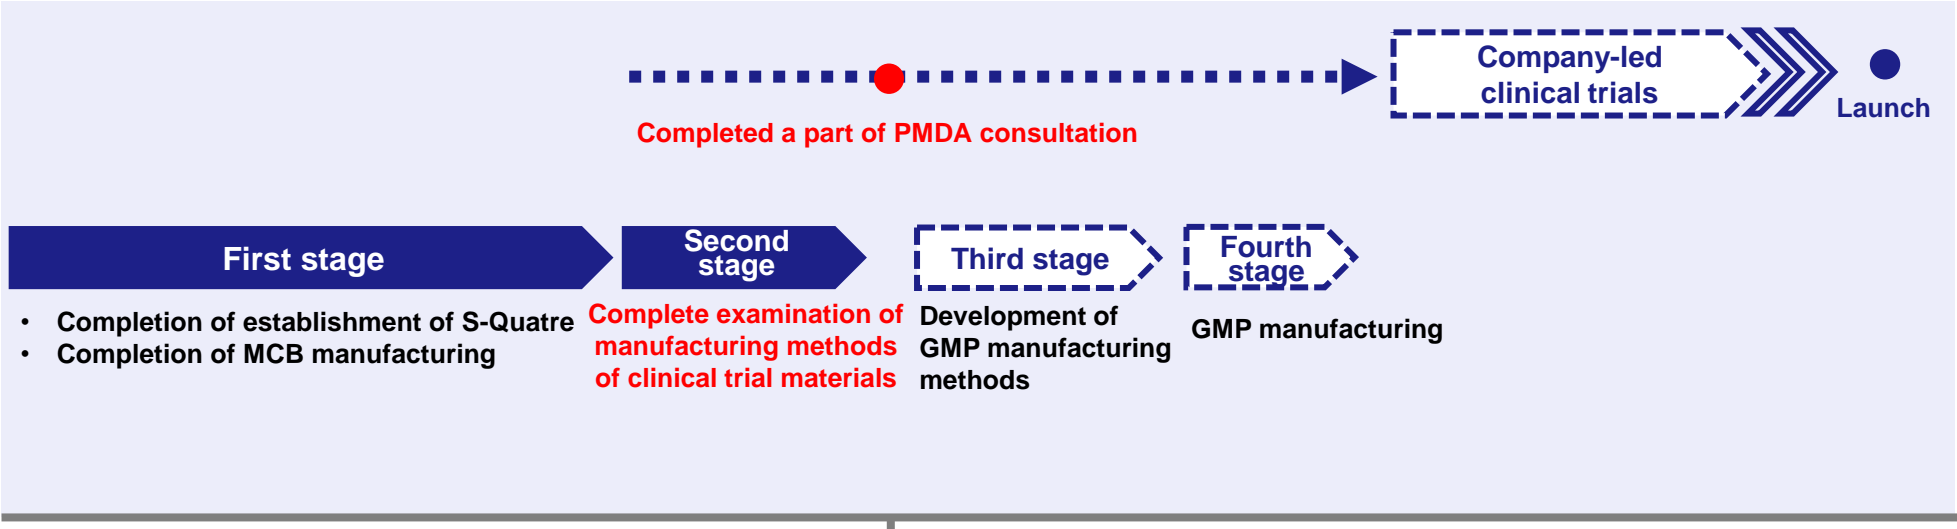 Company-led
clinical trials
Launch
Completed a part of PMDA consultation
First stage
Second
stage
Third stage
Fourth
stage
• Completion of establishment of S-Quatre
• Completion of MCB manufacturing
Complete examination of
manufacturing methods
of clinical trial materials
Development of
GMP manufacturing
methods
GMP manufacturing